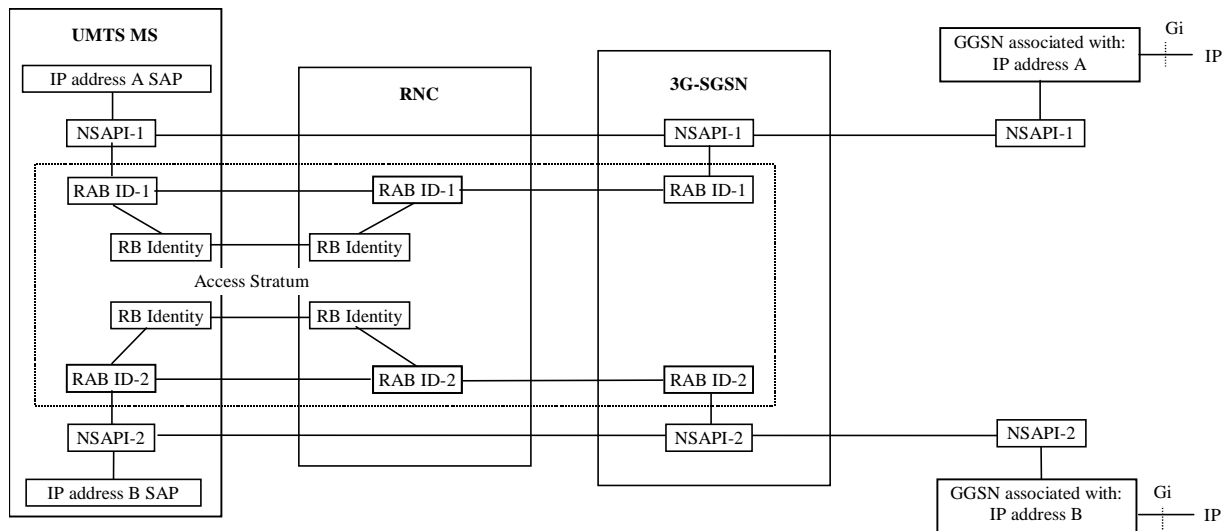 UMTS MS
IP address A SAP
NSAPI-1
RAB ID-1
RB Identity
RNC
RAB ID-1
RB Identity
3G-SGSN
NSAPI-1
RAB ID-1
GGSN associated with:
IP address A
Gi
IP
NSAPI-1
Access Stratum
RB Identity
RAB ID-2
NSAPI-2
IP address B SAP
RB Identity
RAB ID-2
RAB ID-2
NSAPI-2
NSAPI-2
GGSN associated with:
IP address B
Gi
IP